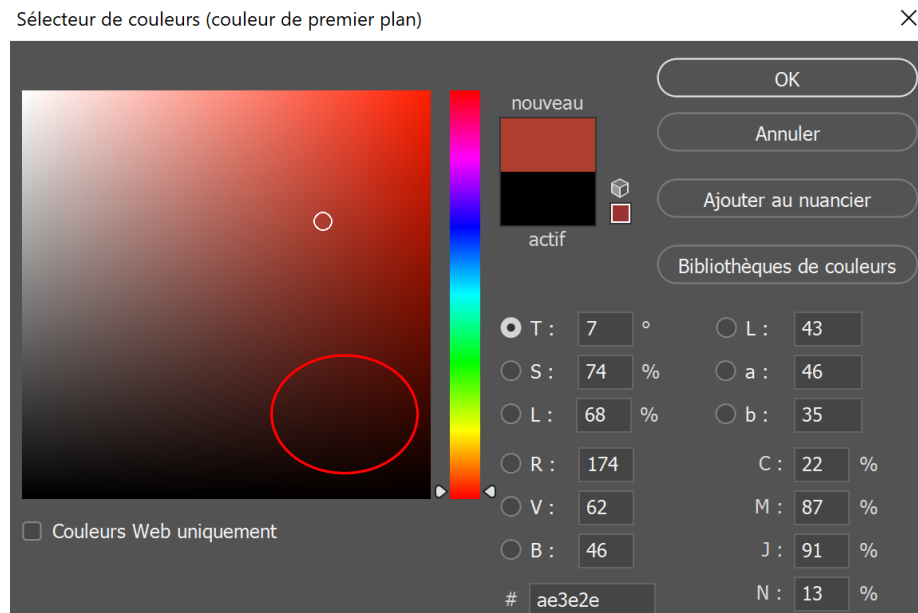 Sélecteur de couleurs (couleur de premier plan)
nouveau
actif
OK
Annuler
Ajouter au nuancier
Bibliothèques de couleurs
T : 7 °
S : 74 %
L : 68 %
R : 174
V : 62
B : 46
# ae3e2e
L : 43
a : 46
b : 35
C : 22 %
M : 87 %
J : 91 %
N : 13 %
Couleurs Web uniquement